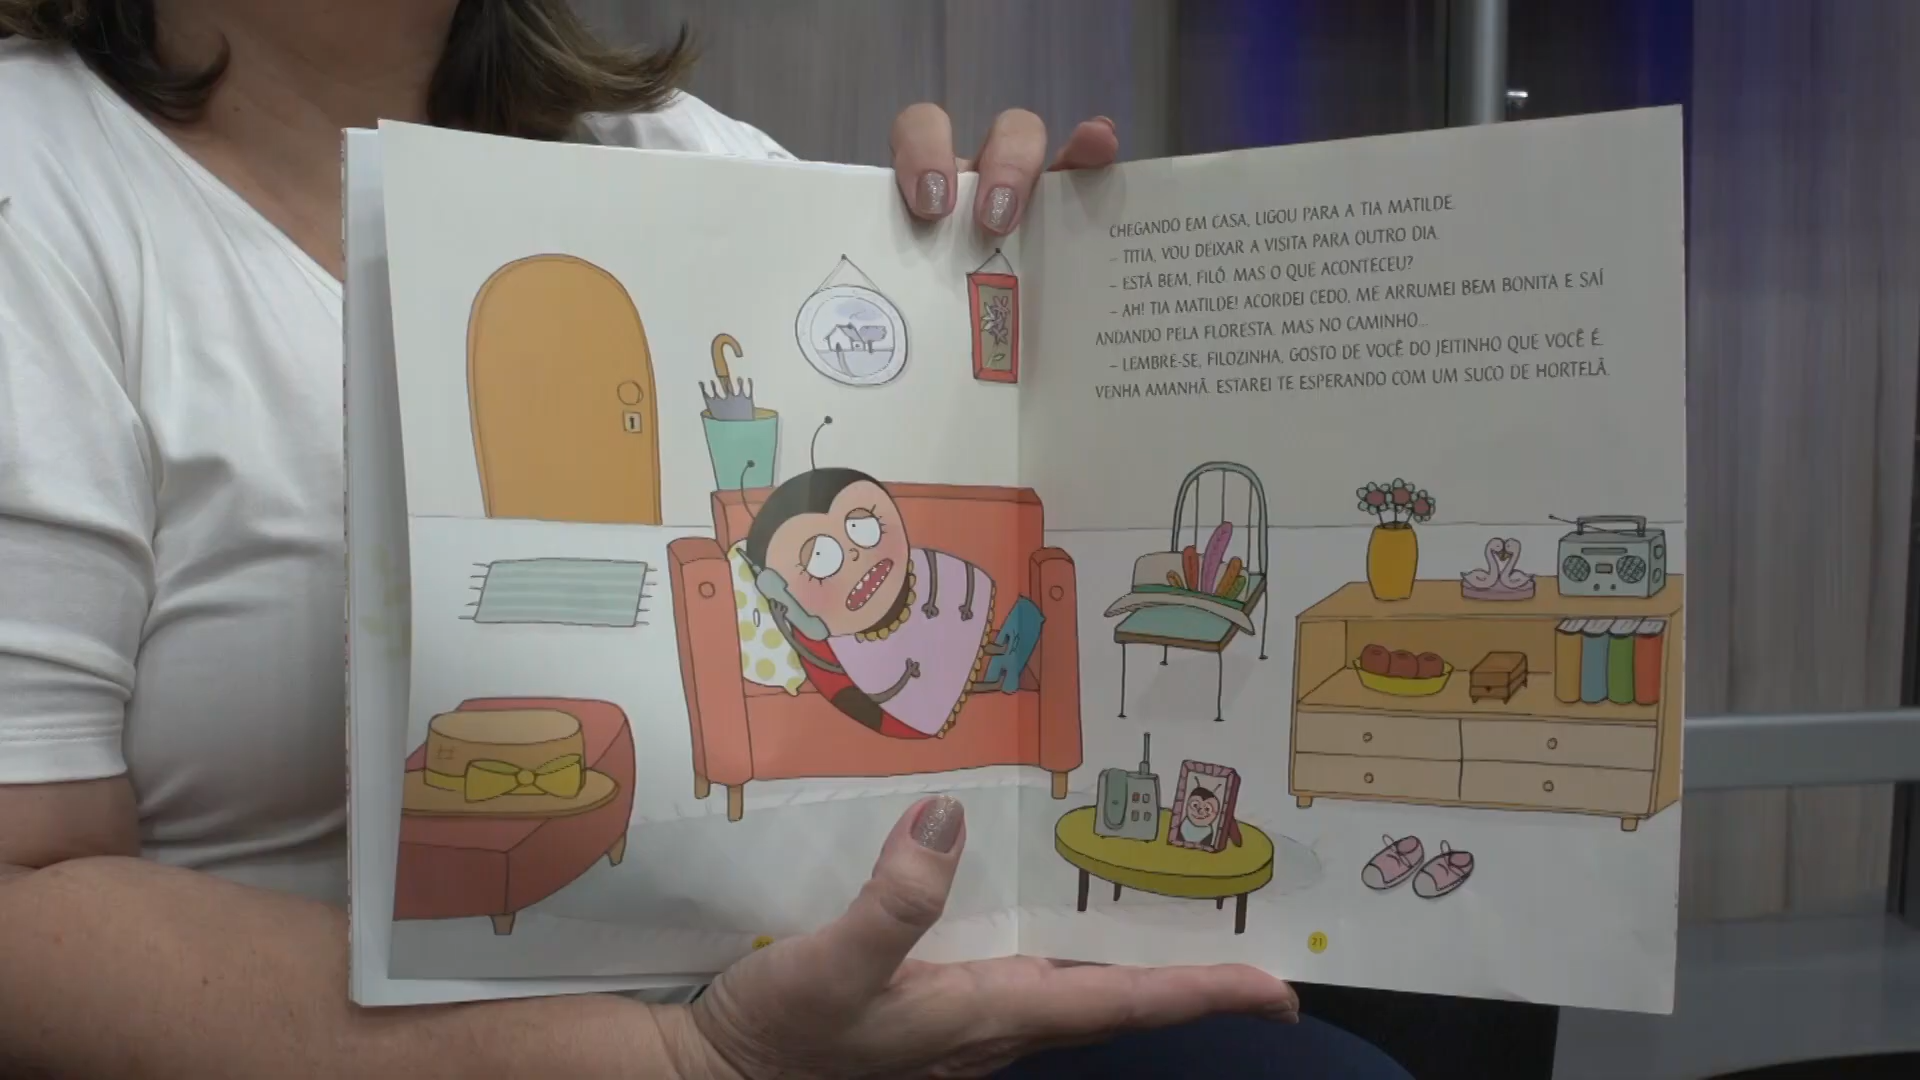 CHEGANDO EM CASA, LIGOU PARA A TIA MATILDE.
– TITIA, VOU DEIXAR A VISITA PARA OUTRO DIA.
– ESTÁ BEM, FILÓ. MAS O QUE ACONTECEU?
– AH! TIA MATILDE! ACORDEI CEDO, ME ARRUMEI BEM BONITA E SAÍ
ANDANDO PELA FLORESTA. MAS NO CAMINHO...
– LEMBRE-SE, FILOZINHA, GOSTO DE VOCÊ DO JEITINHO QUE VOCÊ É.
VENHA AMANHÃ. ESTAREI TE ESPERANDO COM UM SUCO DE HORTELÃ.
21